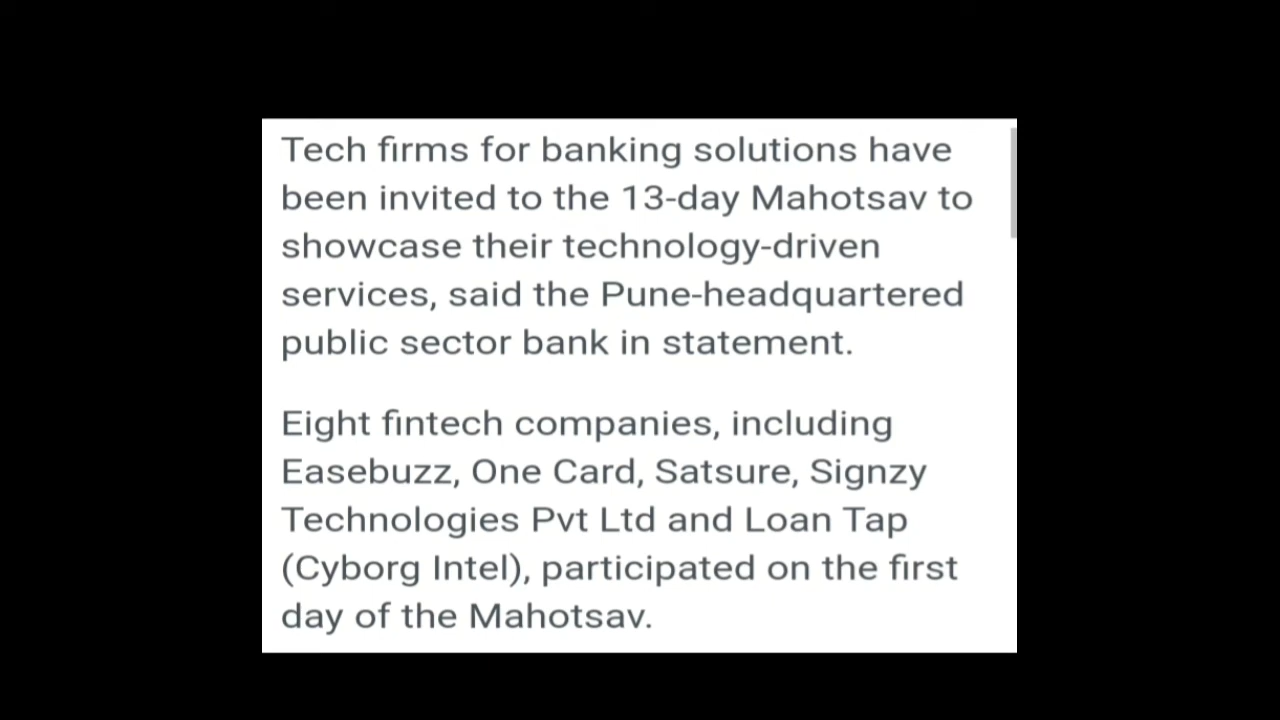 Tech firms for banking solutions have
been invited to the 13-day Mahotsav to
showcase their technology-driven
services, said the Pune-headquartered
public sector bank in statement.
Eight fintech companies, including
Easebuzz, One Card, Satsure, Signzy
Technologies Pvt Ltd and Loan Tap
(Cyborg Intel), participated on the first
day of the Mahotsav.